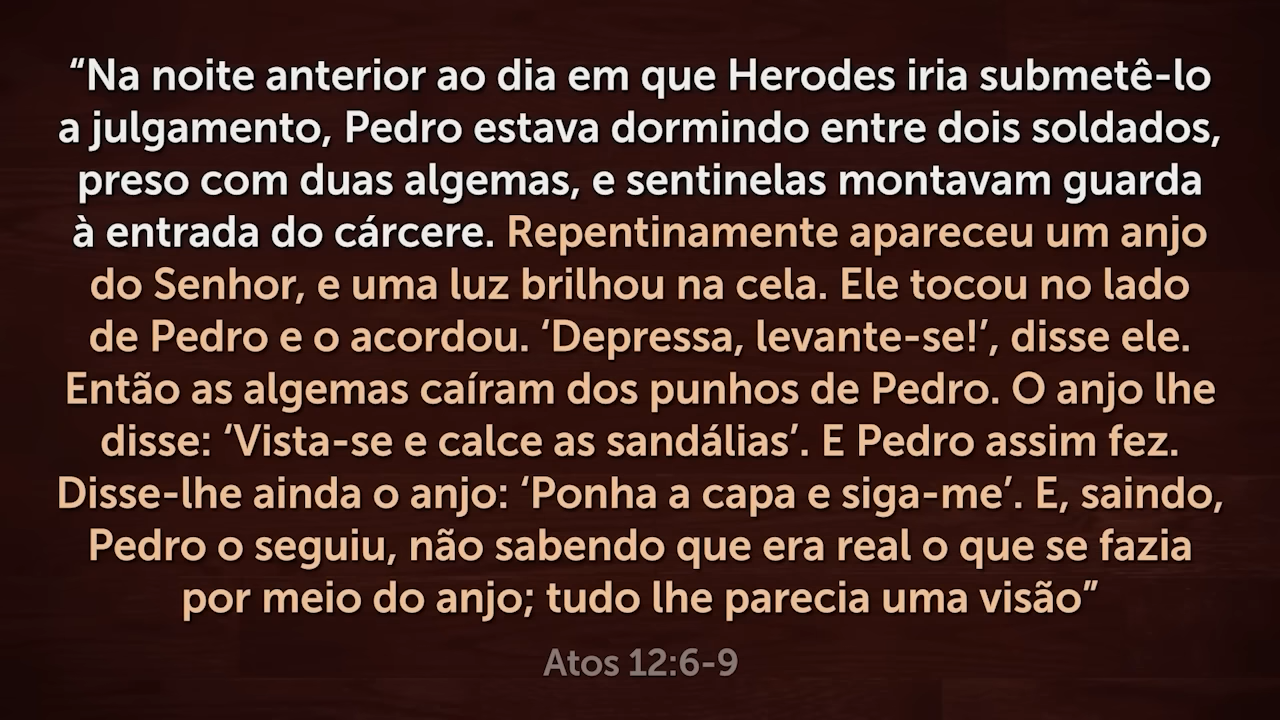 “Na noite anterior ao dia em que Herodes iria submetê-lo
a julgamento, Pedro estava dormindo entre dois soldados,
preso com duas algemas, e sentinelas montavam guarda
à entrada do cárcere. Repentinamente apareceu um anjo
do Senhor, e uma luz brilhou na cela. Ele tocou no lado
de Pedro e o acordou. ‘Depressa, levante-se!’, disse ele.
Então as algemas caíram dos punhos de Pedro. O anjo lhe
disse: ‘Vista-se e calce as sandálias’. E Pedro assim fez.
Disse-lhe ainda o anjo: ‘Ponha a capa e siga-me’. E, saindo,
Pedro o seguiu, não sabendo que era real o que se fazia
por meio do anjo; tudo lhe parecia uma visão”
Atos 12:6-9